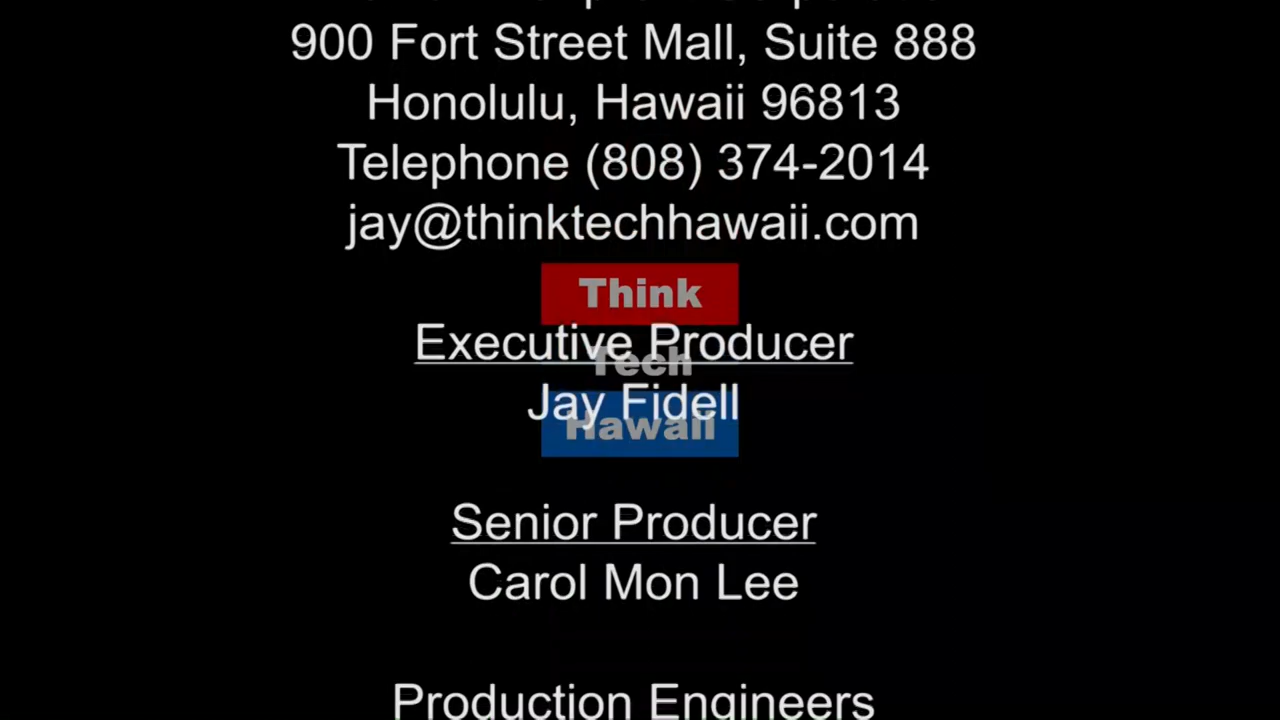 900 Fort Street Mall, Suite 888
Honolulu, Hawaii 96813
Telephone (808) 374-2014
jay@thinktechhawaii.com
Think
Executive Producer
Tech
Jay Fidell
Hawaii
Senior Producer
Carol Mon Lee
Production Engineers